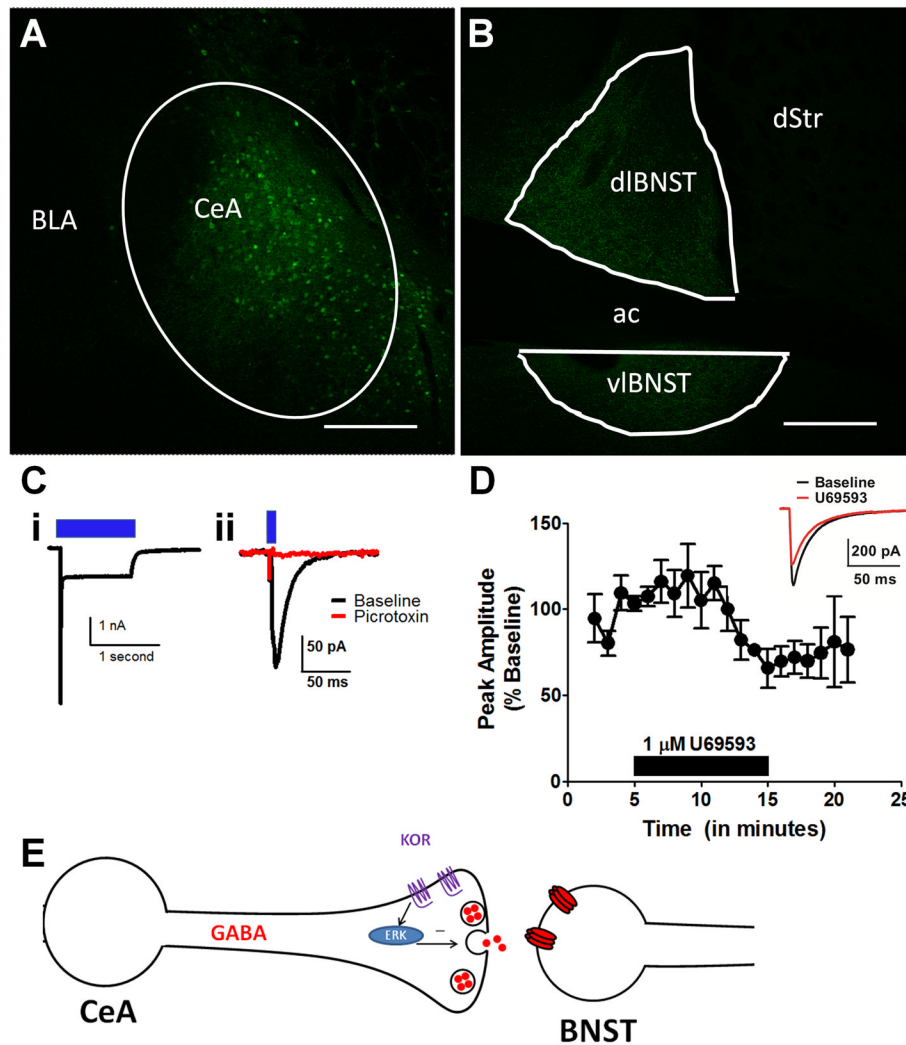 A
BLA
CeA
B
dStr
dlBNST
ac
vlBNST
C
i
1 nA
1 second
ii
Baseline
Picrotoxin
50 pA
50 ms
D
Baseline
U69593
200 pA
50 ms
Peak Amplitude
(% Baseline)
150
100
50
0
1 μM U69593
0 5 10 15 20 25
Time (in minutes)
E
KOR
GABA
ERK
–
CeA
BNST